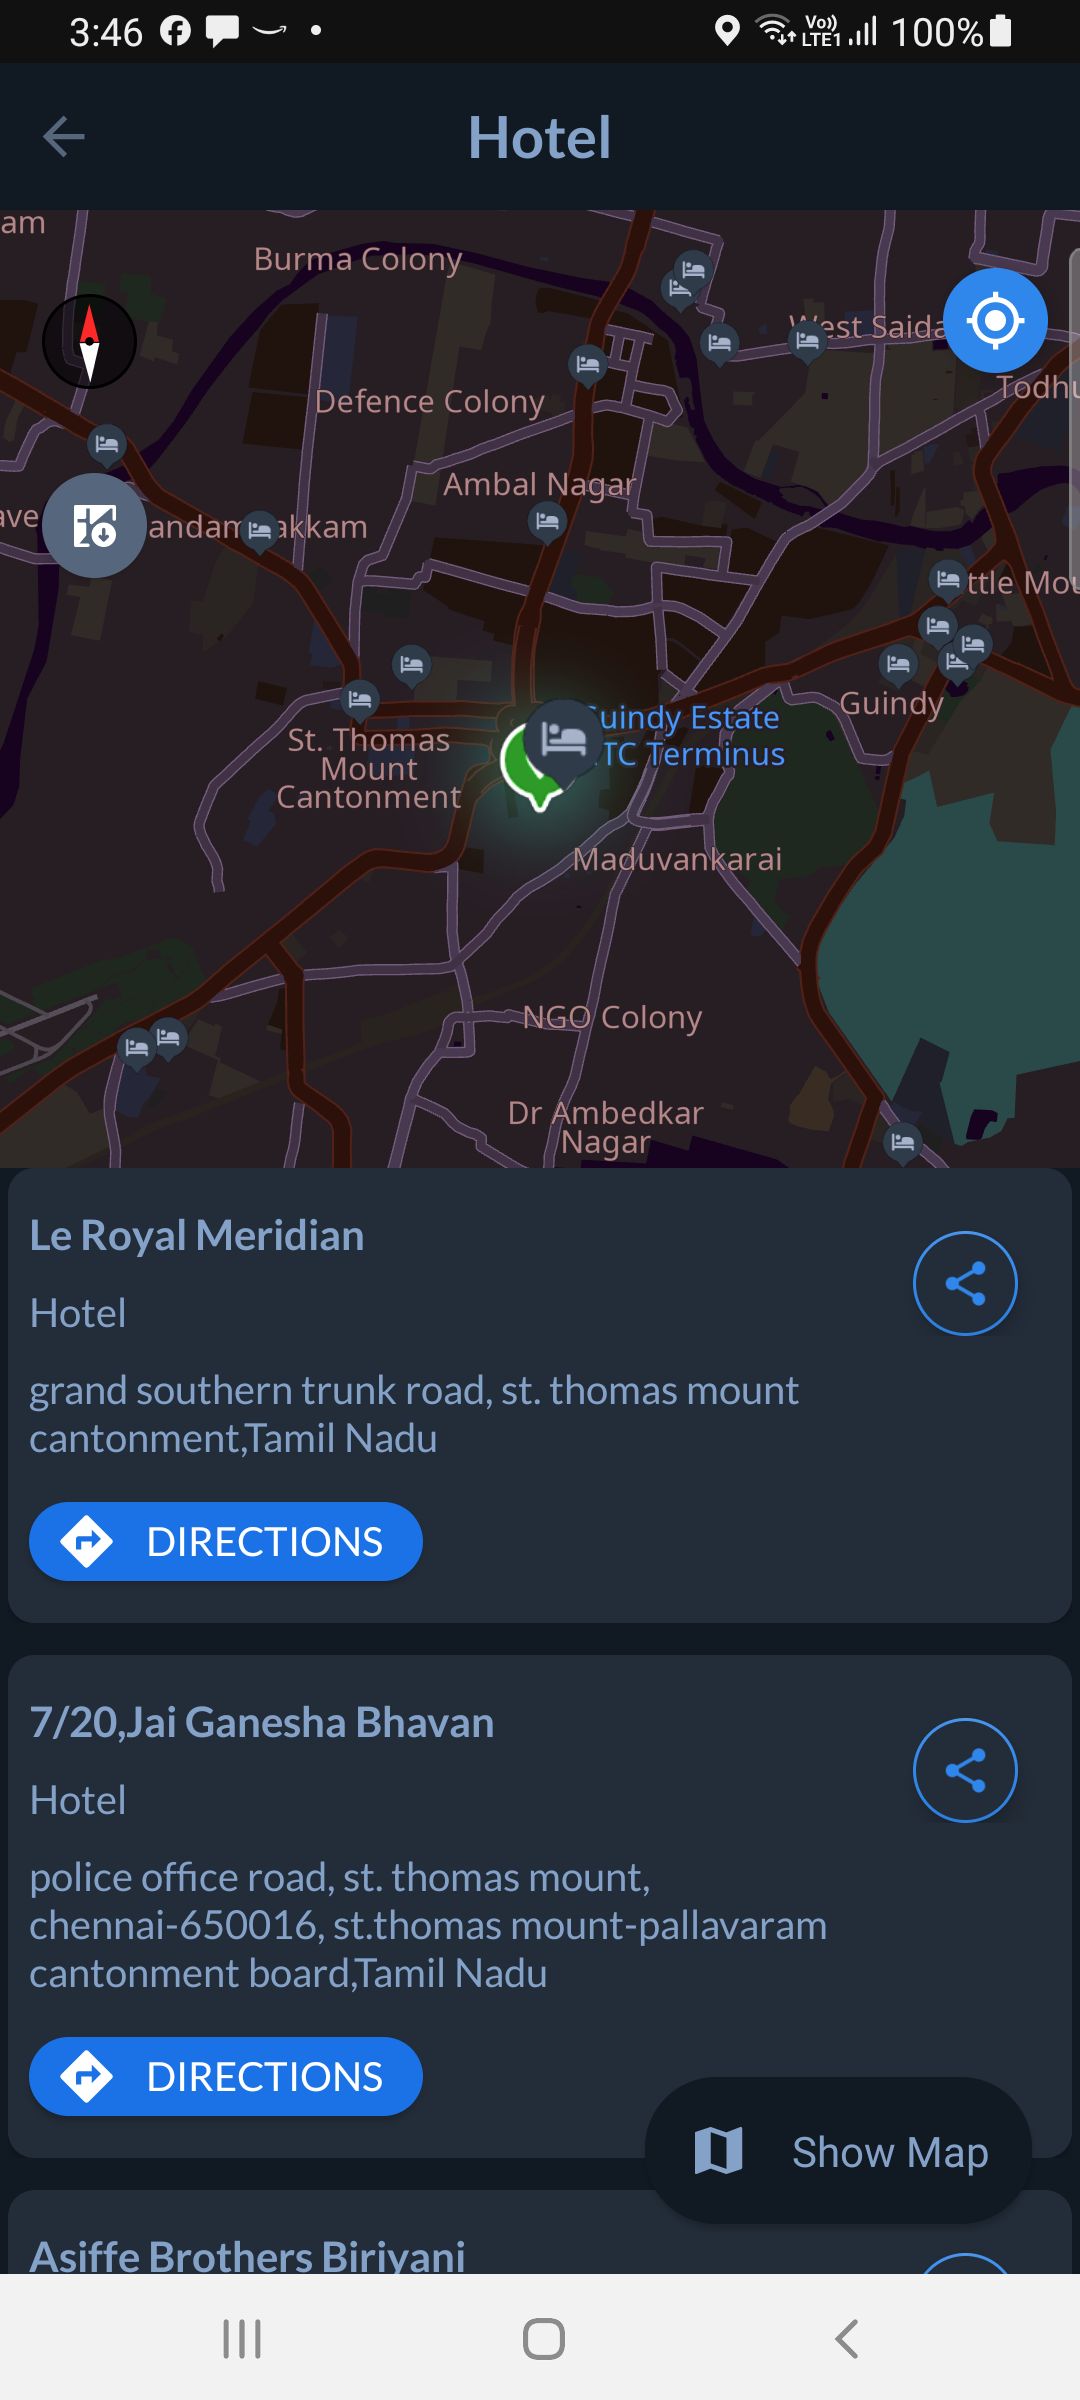 3:46
Vo))
LTE1
100%
Hotel
am
Burma Colony
West Saida
Todhu
Defence Colony
Ambal Nagar
ave
andam akkam
ttle Mou
Guindy
St. Thomas
Mount
Cantonment
uindy Estate
TC Terminus
Maduvankarai
NGO Colony
Dr Ambedkar
Nagar
Le Royal Meridian
Hotel
grand southern trunk road, st. thomas mount
cantonment,Tamil Nadu
DIRECTIONS
7/20,Jai Ganesha Bhavan
Hotel
police office road, st. thomas mount,
chennai-650016, st.thomas mount-pallavaram
cantonment board,Tamil Nadu
DIRECTIONS
Show Map
Asiffe Brothers Biriyani